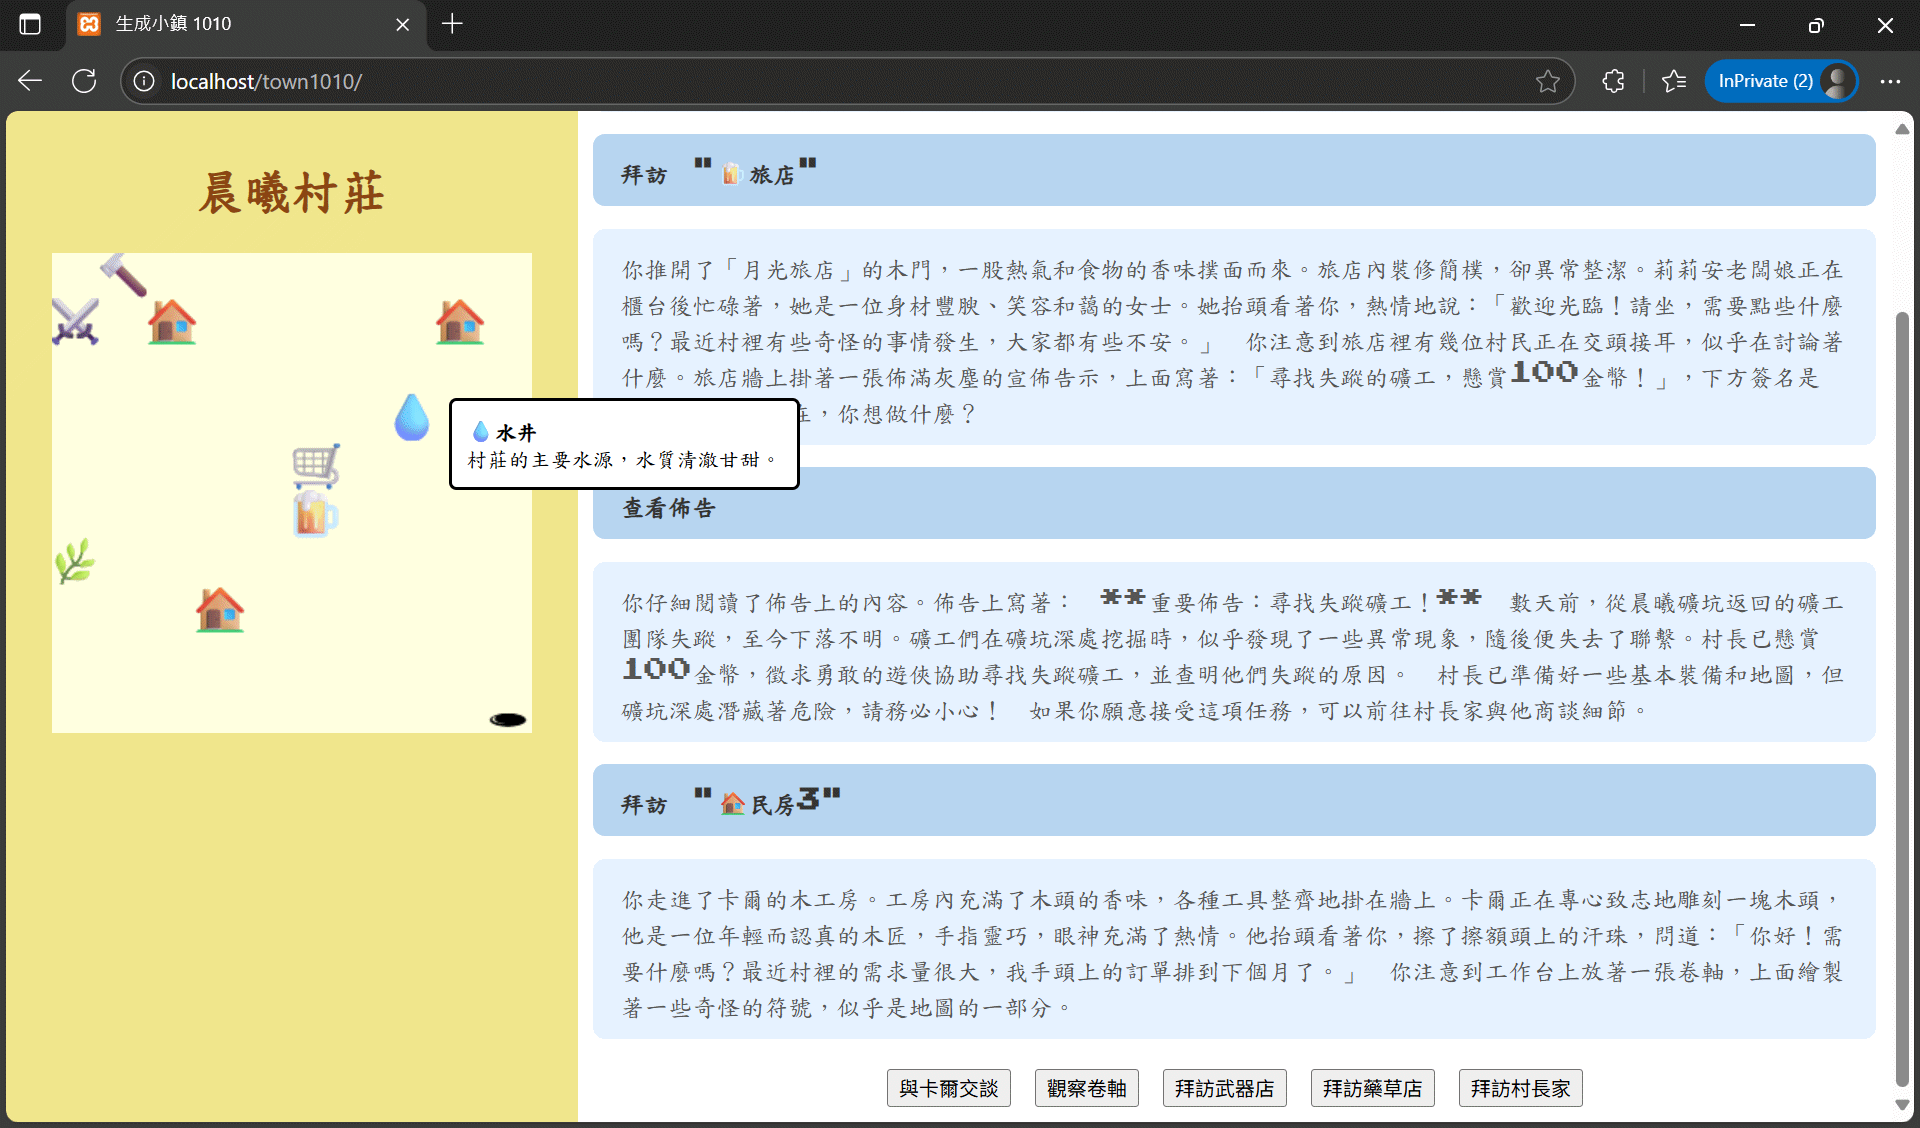 生成小鎮 1010
localhost/town1010/
InPrivate (2)
晨曦村莊
💧水井
村莊的主要水源，水質清澈甘甜。
拜訪 "🍺旅店"
你推開了「月光旅店」的木門，一股熱氣和食物的香味撲面而來。旅店內裝修簡樸，卻異常整潔。莉莉安老闆娘正在
櫃台後忙碌著，她是一位身材豐腴、笑容和藹的女士。她抬頭看著你，熱情地說：「歡迎光臨！請坐，需要點些什麼
嗎？最近村裡有些奇怪的事情發生，大家都有些不安。」 你注意到旅店裡有幾位村民正在交頭接耳，似乎在討論著
什麼。旅店牆上掛著一張佈滿灰塵的宣佈告示，上面寫著：「尋找失蹤的礦工，懸賞100金幣！」，下方簽名是
，你想做什麼？
查看佈告
你仔細閱讀了佈告上的內容。佈告上寫著： **重要佈告：尋找失蹤礦工！** 數天前，從晨曦礦坑返回的礦工
團隊失蹤，至今下落不明。礦工們在礦坑深處挖掘時，似乎發現了一些異常現象，隨後便失去了聯繫。村長已懸賞
100金幣，徵求勇敢的遊俠協助尋找失蹤礦工，並查明他們失蹤的原因。 村長已準備好一些基本裝備和地圖，但
礦坑深處潛藏著危險，請務必小心！ 如果你願意接受這項任務，可以前往村長家與他商談細節。
拜訪 "🏠民房3"
你走進了卡爾的木工房。工房內充滿了木頭的香味，各種工具整齊地掛在牆上。卡爾正在專心致志地雕刻一塊木頭，
他是一位年輕而認真的木匠，手指靈巧，眼神充滿了熱情。他抬頭看著你，擦了擦額頭上的汗珠，問道：「你好！需
要什麼嗎？最近村裡的需求量很大，我手頭上的訂單排到下個月了。」 你注意到工作台上放著一張卷軸，上面繪製
著一些奇怪的符號，似乎是地圖的一部分。
與卡爾交談
觀察卷軸
拜訪武器店
拜訪藥草店
拜訪村長家